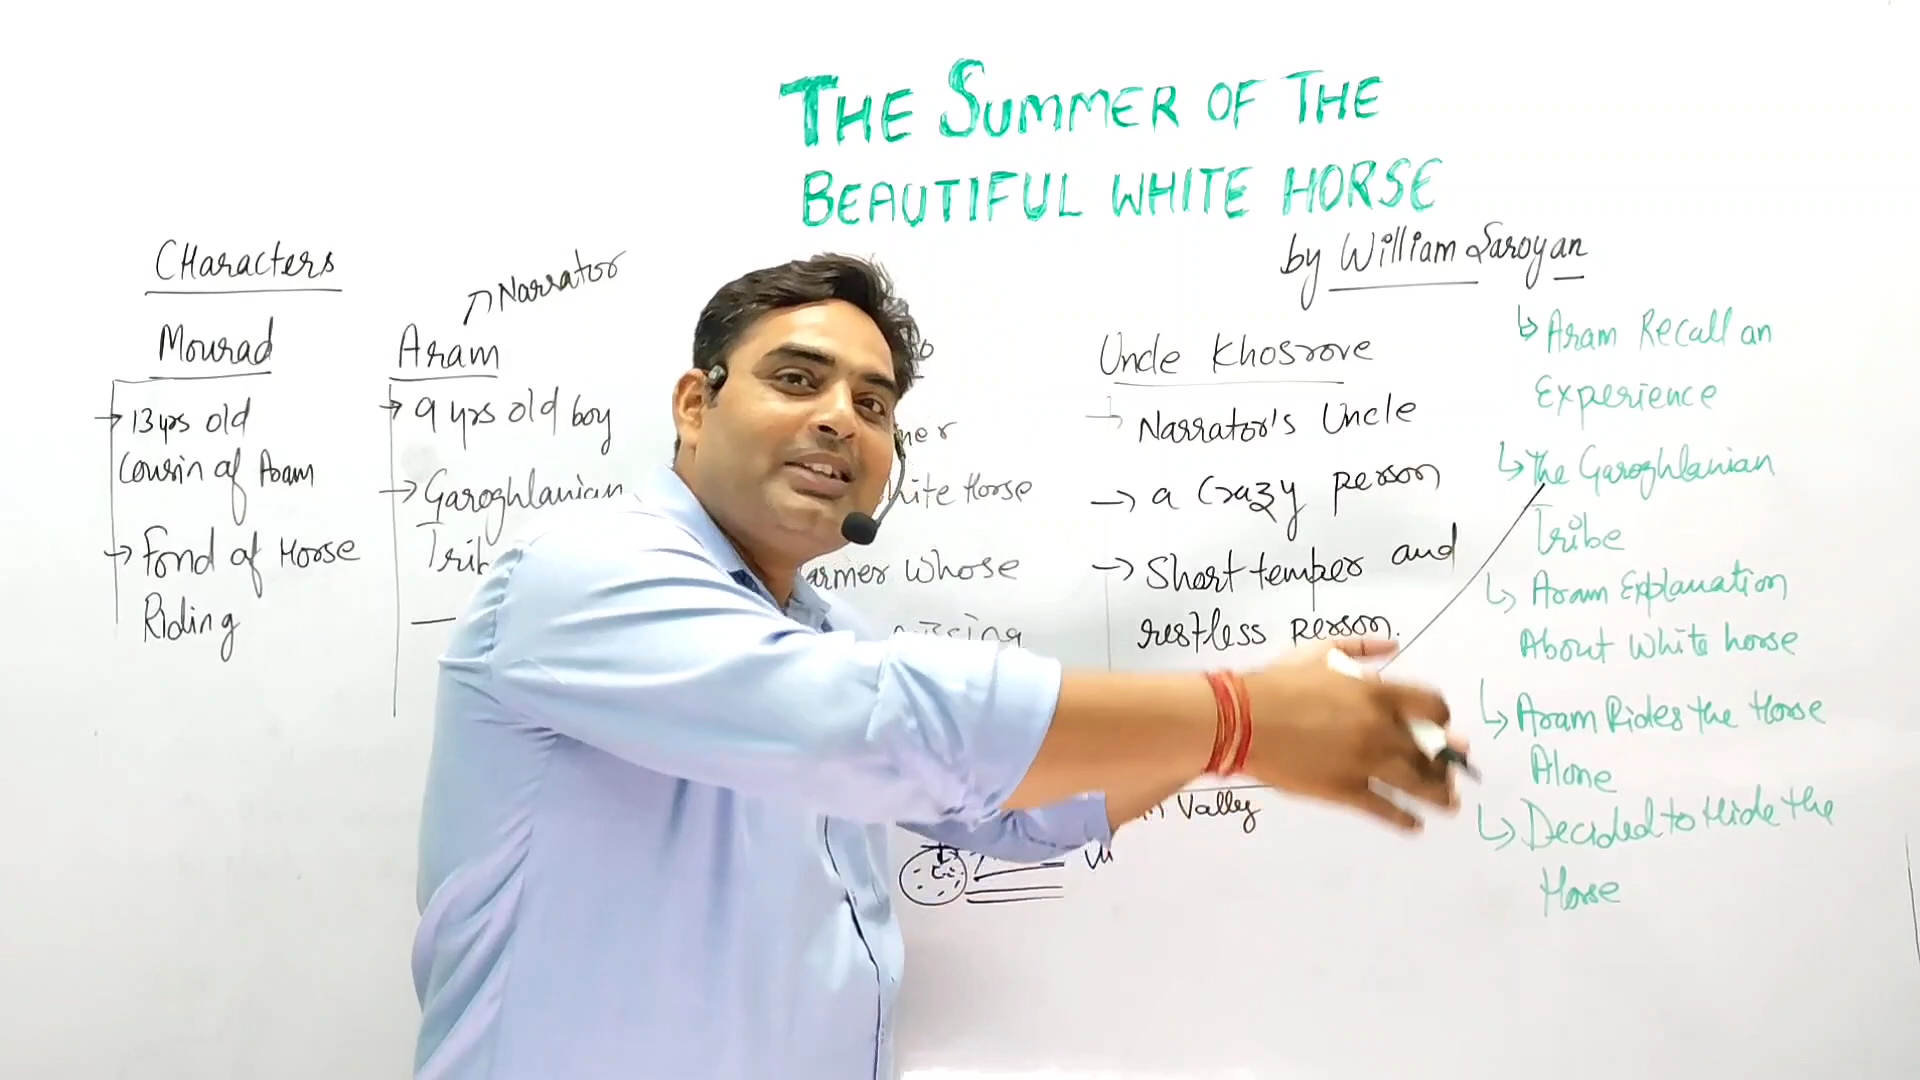 THE SUMMER OF THE
BEAUTIFUL WHITE HORSE
by William Saroyan
CHaracters
Mourad
→ 13 yrs old
Cousin of Aram
→ Fond of Horse
Riding
Narrator
Aram
→ 9 yrs old boy
→ Garoghlanian
White Horse
Whose
Uncle Khosrove
→ Narrator's Uncle
→ a Crazy person
→ Short temper and
restless Person.
Valley
↳ Aram Recall an
Experience
↳ The Garoghlanian
Tribe
↳ Aram Explanation
About White horse
↳ Aram Rides the Horse
Alone
↳ Decided to Hide the
Horse